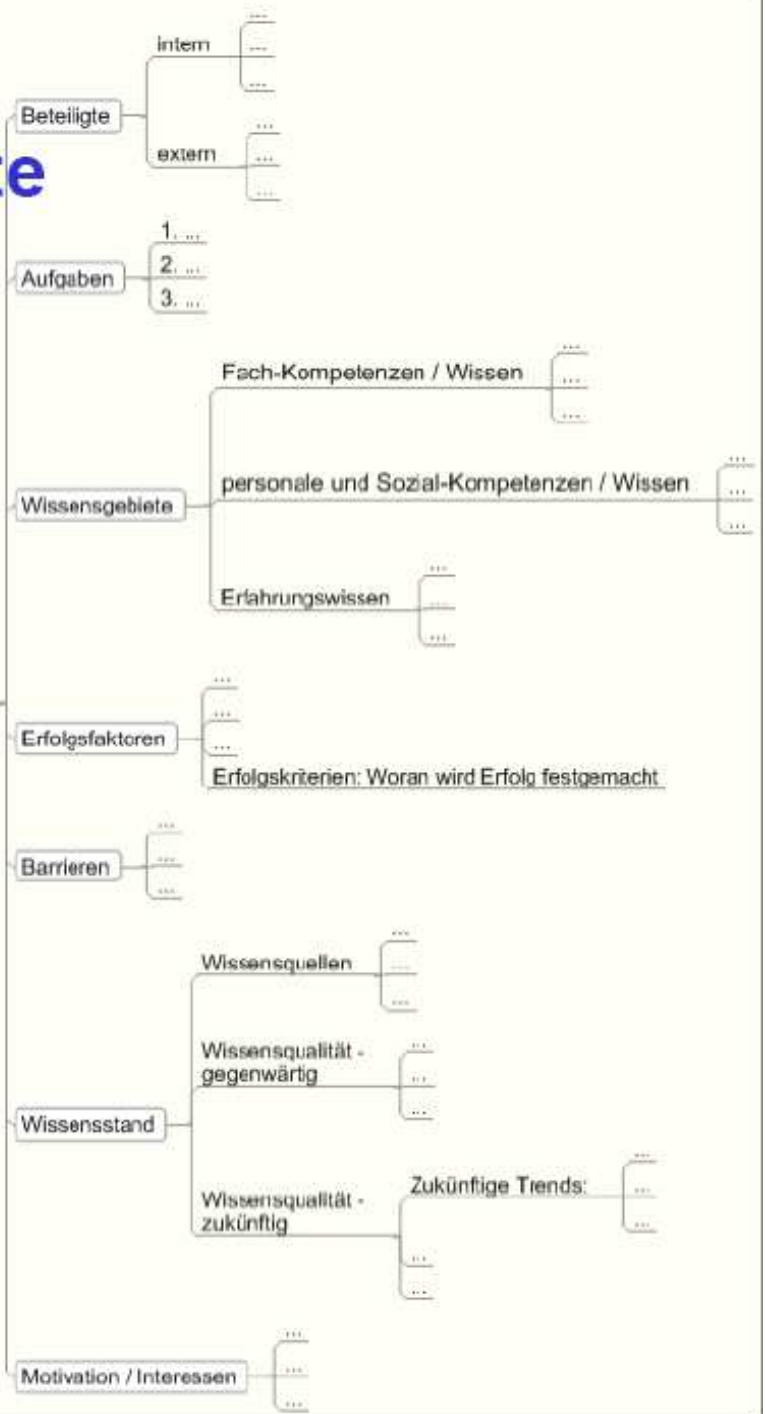 ...
intern
...
...
Beteiligte
...
extern
...
...
te
1. ...
Aufgaben
2. ...
3. ...
...
Fach-Kompetenzen / Wissen
...
...
...
personale und Sozial-Kompetenzen / Wissen
...
...
Wissensgebiete
...
Erfahrungswissen
...
...
...
...
Erfolgsfaktoren
...
Erfolgskriterien: Woran wird Erfolg festgemacht
...
Barrieren
...
...
...
Wissensquellen
...
...
Wissensqualität -
gegenwärtig
...
...
...
Wissensstand
...
Zukünftige Trends:
...
...
Wissensqualität -
zukünftig
...
...
...
Motivation / Interessen
...
...